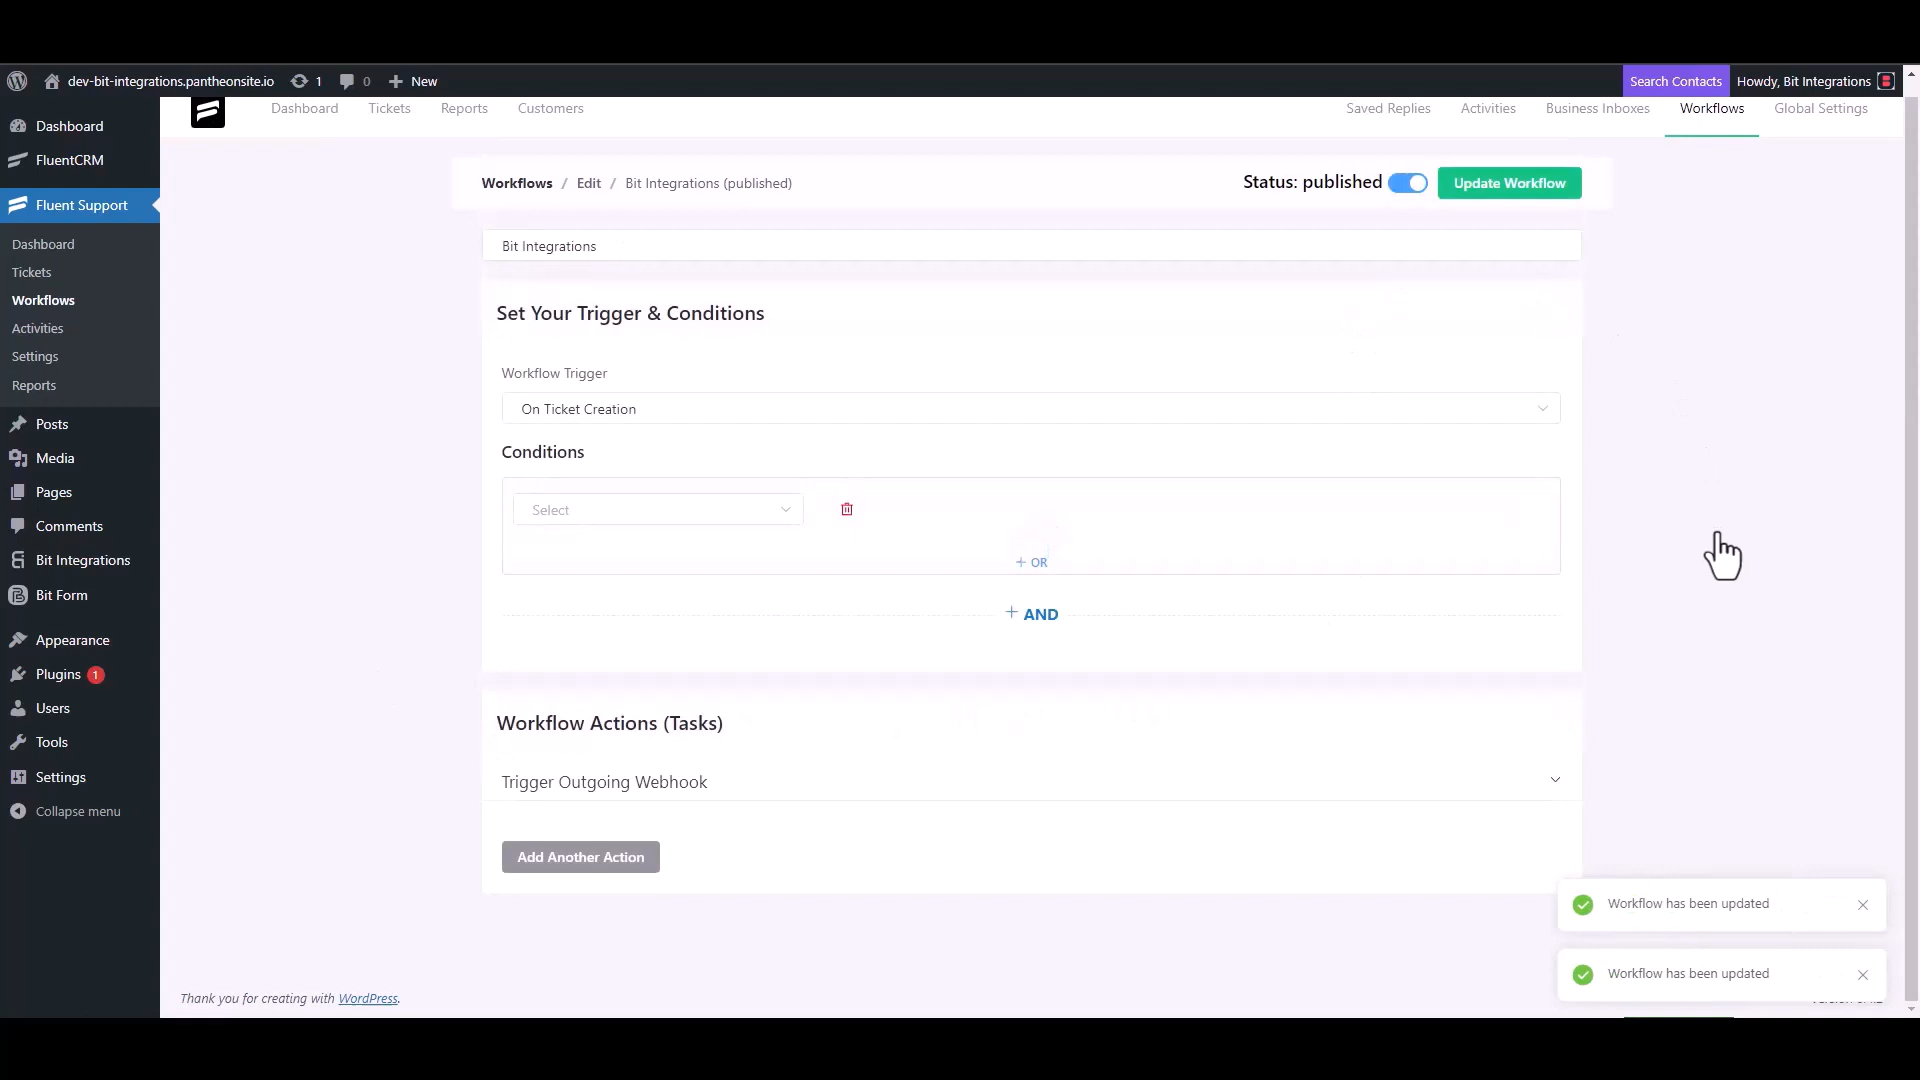 dev-bit-integrations.pantheonsite.io 1 0 New Search Contacts Howdy, Bit Integrations
Dashboard Tickets Reports Customers Saved Replies Activities Business Inboxes Workflows Global Settings
Dashboard
FluentCRM
Fluent Support
Dashboard
Tickets
Workflows
Activities
Settings
Reports
Posts
Media
Pages
Comments
Bit Integrations
Bit Form
Appearance
Plugins 1
Users
Tools
Settings
Collapse menu
Workflows / Edit / Bit Integrations (published) Status: published Update Workflow
Bit Integrations
Set Your Trigger & Conditions
Workflow Trigger
On Ticket Creation
Conditions
Select
+ OR
+ AND
Workflow Actions (Tasks)
Trigger Outgoing Webhook
Add Another Action
Workflow has been updated
Workflow has been updated
Thank you for creating with WordPress.